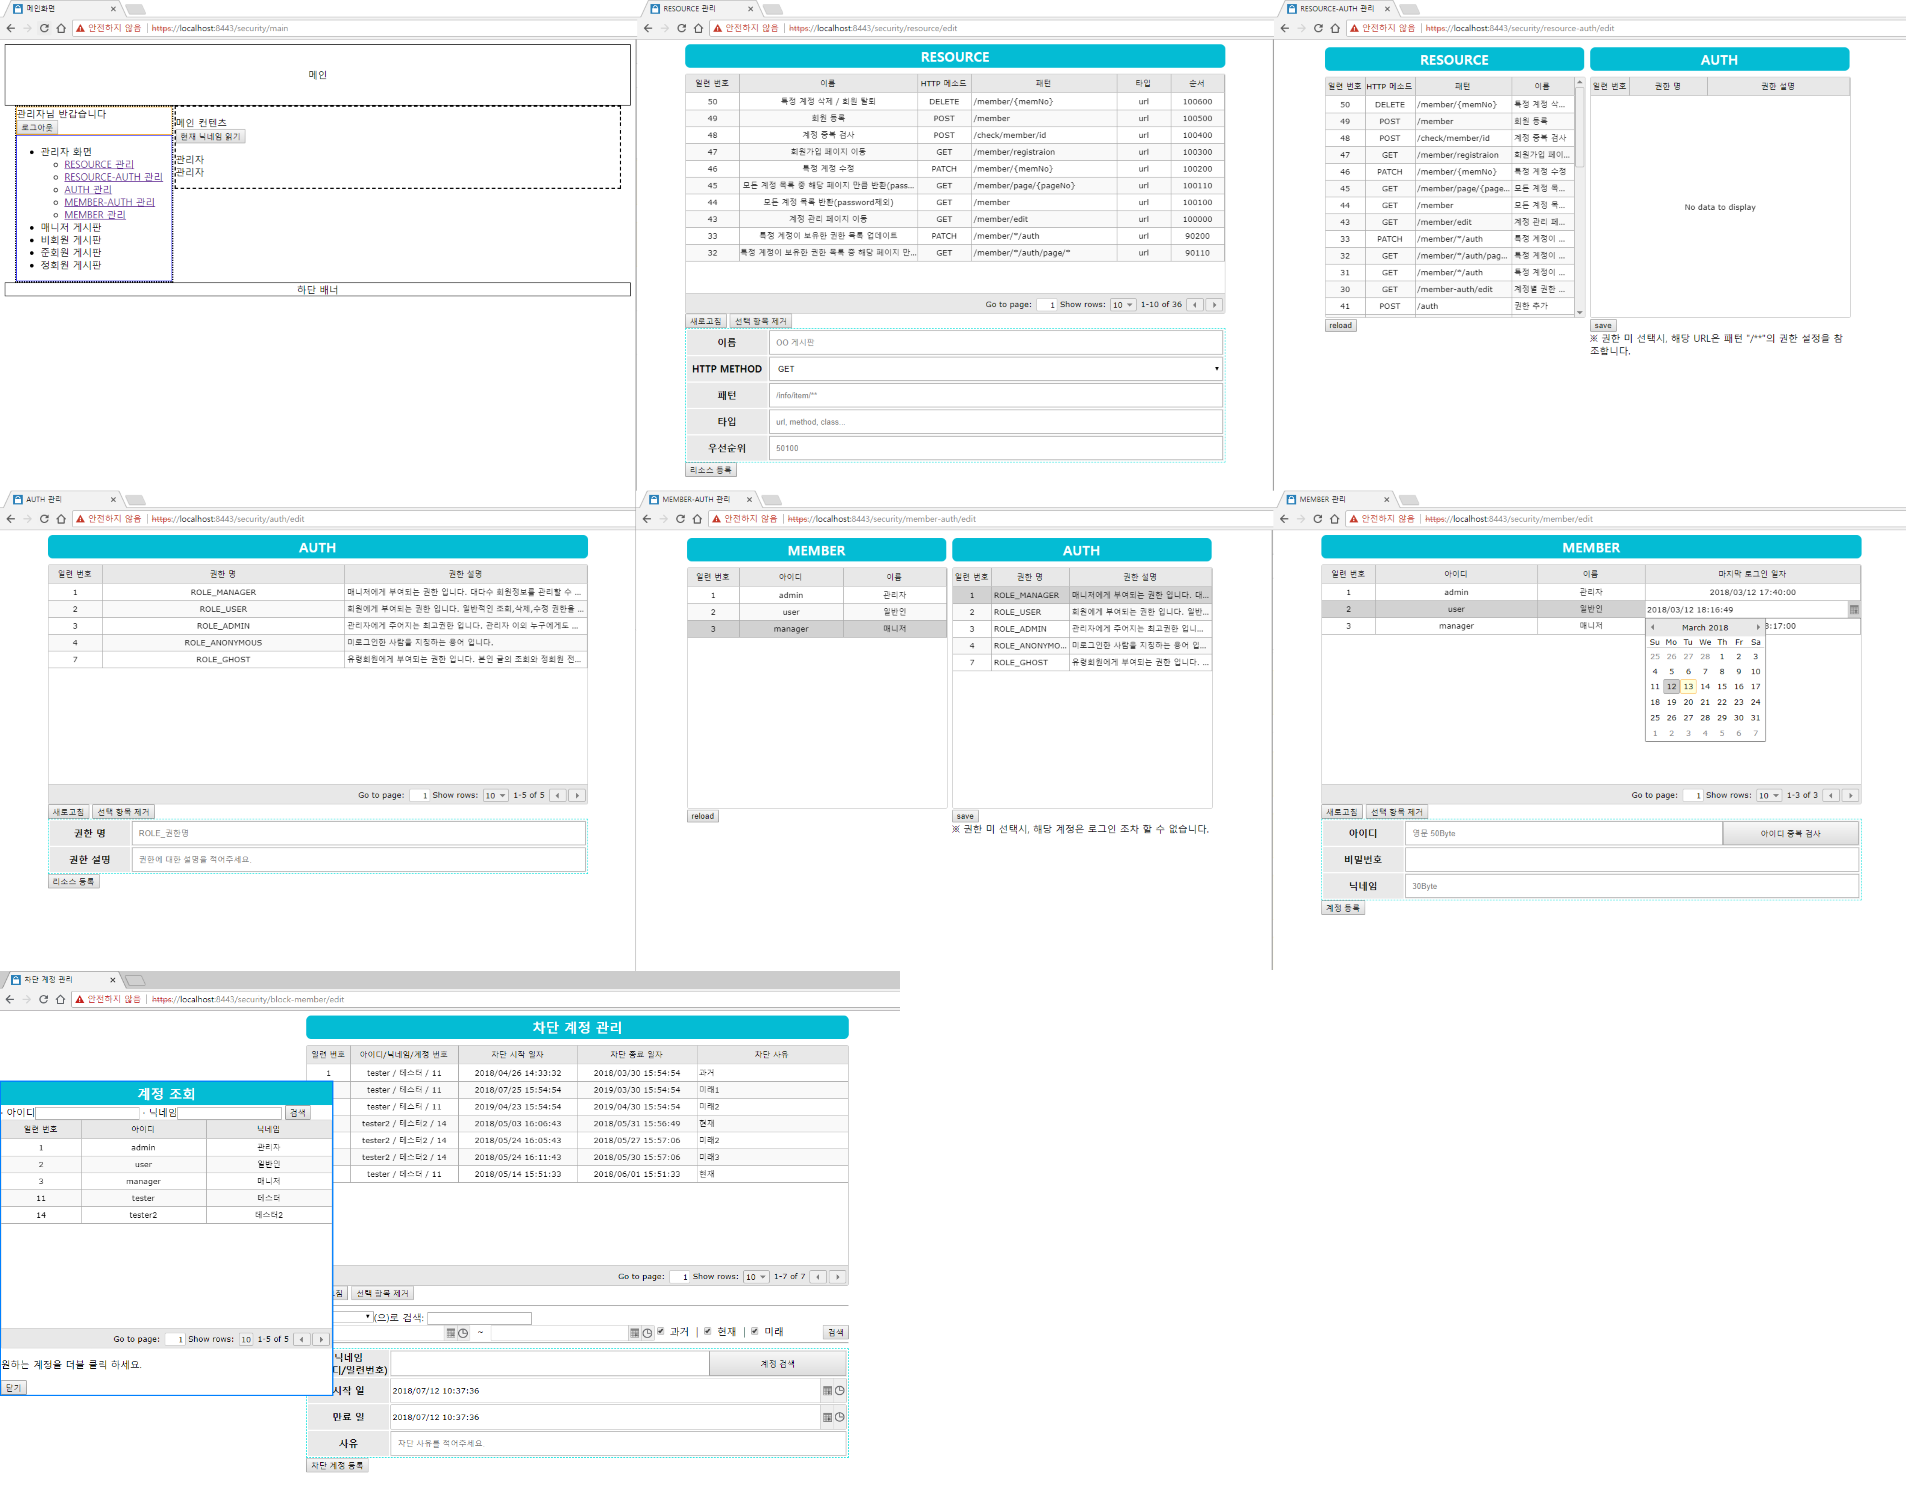 메인화면
안전하지 않음 | https://localhost:8443/security/main
메인
관리자님 반갑습니다
로그아웃
관리자 화면
RESOURCE 관리
RESOURCE-AUTH 관리
AUTH 관리
MEMBER-AUTH 관리
MEMBER 관리
매니저 게시판
비회원 게시판
준회원 게시판
정회원 게시판
메인 컨텐츠
현재 닉네임 읽기
관리자
관리자
하단 배너
RESOURCE 관리
안전하지 않음 | https://localhost:8443/security/resource/edit
RESOURCE
일련 번호 이름 HTTP 메소드 패턴 타입 순서
50 특정 계정 삭제 / 회원 탈퇴 DELETE /member/{memNo} url 100600
49 회원 등록 POST /member url 100500
48 계정 중복 검사 POST /check/member/id url 100400
47 회원가입 페이지 이동 GET /member/registraion url 100300
46 특정 계정 수정 PATCH /member/{memNo} url 100200
45 모든 계정 목록 중 해당 페이지 만큼 반환(pass... GET /member/page/{pageNo} url 100110
44 모든 계정 목록 반환(password제외) GET /member url 100100
43 계정 관리 페이지 이동 GET /member/edit url 100000
33 특정 계정이 보유한 권한 목록 업데이트 PATCH /member/*/auth url 90200
32 특정 계정이 보유한 권한 목록 중 해당 페이지 만... GET /member/*/auth/page/* url 90110
Go to page: 1 Show rows: 10 1-10 of 36
새로고침 선택 항목 제거
이름 OO 게시판
HTTP METHOD GET
패턴 /info/item/**
타입 url, method, class...
우선순위 50100
리소스 등록
RESOURCE-AUTH 관리
안전하지 않음 | https://localhost:8443/security/resource-auth/edit
RESOURCE
일련 번호 HTTP 메소드 패턴 이름
50 DELETE /member/{memNo} 특정 계정 삭...
49 POST /member 회원 등록
48 POST /check/member/id 계정 중복 검사
47 GET /member/registraion 회원가입 페이...
46 PATCH /member/{memNo} 특정 계정 수정
45 GET /member/page/{page... 모든 계정 목...
44 GET /member 모든 계정 목...
43 GET /member/edit 계정 관리 페...
33 PATCH /member/*/auth 특정 계정이 ...
32 GET /member/*/auth/pag... 특정 계정이 ...
31 GET /member/*/auth 특정 계정이 ...
30 GET /member-auth/edit 계정별 권한 ...
41 POST /auth 권한 추가
reload
AUTH
일련 번호 권한 명 권한 설명
No data to display
save
※ 권한 미 선택시, 해당 URL은 패턴 "/**"의 권한 설정을 참
조합니다.
AUTH 관리
안전하지 않음 | https://localhost:8443/security/auth/edit
AUTH
일련 번호 권한 명 권한 설명
1 ROLE_MANAGER 매니저에게 부여되는 권한 입니다. 대다수 회원정보를 관리할 수 ...
2 ROLE_USER 회원에게 부여되는 권한 입니다. 일반적인 조회,삭제,수정 권한을 ...
3 ROLE_ADMIN 관리자에게 주어지는 최고권한 입니다. 관리자 이외 누구에게도 ...
4 ROLE_ANONYMOUS 미로그인한 사람을 지칭하는 용어 입니다.
7 ROLE_GHOST 유령회원에게 부여되는 권한 입니다. 본인 글의 조회와 정회원 전...
Go to page: 1 Show rows: 10 1-5 of 5
새로고침 선택 항목 제거
권한 명 ROLE_권한명
권한 설명 권한에 대한 설명을 적어주세요.
리소스 등록
MEMBER-AUTH 관리
안전하지 않음 | https://localhost:8443/security/member-auth/edit
MEMBER
일련 번호 아이디 이름
1 admin 관리자
2 user 일반인
3 manager 매니저
reload
AUTH
일련 번호 권한 명 권한 설명
1 ROLE_MANAGER 매니저에게 부여되는 권한 입니다. 대...
2 ROLE_USER 회원에게 부여되는 권한 입니다. 일반...
3 ROLE_ADMIN 관리자에게 주어지는 최고권한 입니...
4 ROLE_ANONYMO... 미로그인한 사람을 지칭하는 용어 입...
7 ROLE_GHOST 유령회원에게 부여되는 권한 입니다. ...
save
※ 권한 미 선택시, 해당 계정은 로그인 조차 할 수 없습니다.
MEMBER 관리
안전하지 않음 | https://localhost:8443/security/member/edit
MEMBER
일련 번호 아이디 이름 마지막 로그인 일자
1 admin 관리자 2018/03/12 17:40:00
2 user 일반인 2018/03/12 18:16:49
3 manager 매니저 3:17:00
March 2018
Su Mo Tu We Th Fr Sa
25 26 27 28 1 2 3
4 5 6 7 8 9 10
11 12 13 14 15 16 17
18 19 20 21 22 23 24
25 26 27 28 29 30 31
1 2 3 4 5 6 7
Go to page: 1 Show rows: 10 1-3 of 3
새로고침 선택 항목 제거
아이디 영문 50Byte 아이디 중복 검사
비밀번호
닉네임 30Byte
계정 등록
차단 계정 관리
안전하지 않음 | https://localhost:8443/security/block-member/edit
차단 계정 관리
일련 번호 아이디/닉네임/계정 번호 차단 시작 일자 차단 종료 일자 차단 사유
1 tester / 테스터 / 11 2018/04/26 14:33:32 2018/03/30 15:54:54 과거
tester / 테스터 / 11 2018/07/25 15:54:54 2019/03/30 15:54:54 미래1
tester / 테스터 / 11 2019/04/23 15:54:54 2019/04/30 15:54:54 미래2
tester2 / 테스터2 / 14 2018/05/03 16:06:43 2018/05/31 15:56:49 현재
tester2 / 테스터2 / 14 2018/05/24 16:05:43 2018/05/27 15:57:06 미래2
tester2 / 테스터2 / 14 2018/05/24 16:11:43 2018/05/30 15:57:06 미래3
tester / 테스터 / 11 2018/05/14 15:51:33 2018/06/01 15:51:33 현재
Go to page: 1 Show rows: 10 1-7 of 7
고침 선택 항목 제거
(으)로 검색:
~ 과거 | 현재 | 미래 검색
닉네임
디/일련번호) 계정 검색
시작 일 2018/07/12 10:37:36
만료 일 2018/07/12 10:37:36
사유 차단 사유를 적어주세요
차단 계정 등록
계정 조회
- 아이디 - 닉네임 검색
일련 번호 아이디 닉네임
1 admin 관리자
2 user 일반인
3 manager 매니저
11 tester 테스터
14 tester2 테스터2
Go to page: 1 Show rows: 10 1-5 of 5
원하는 계정을 더블 클릭 하세요.
닫기